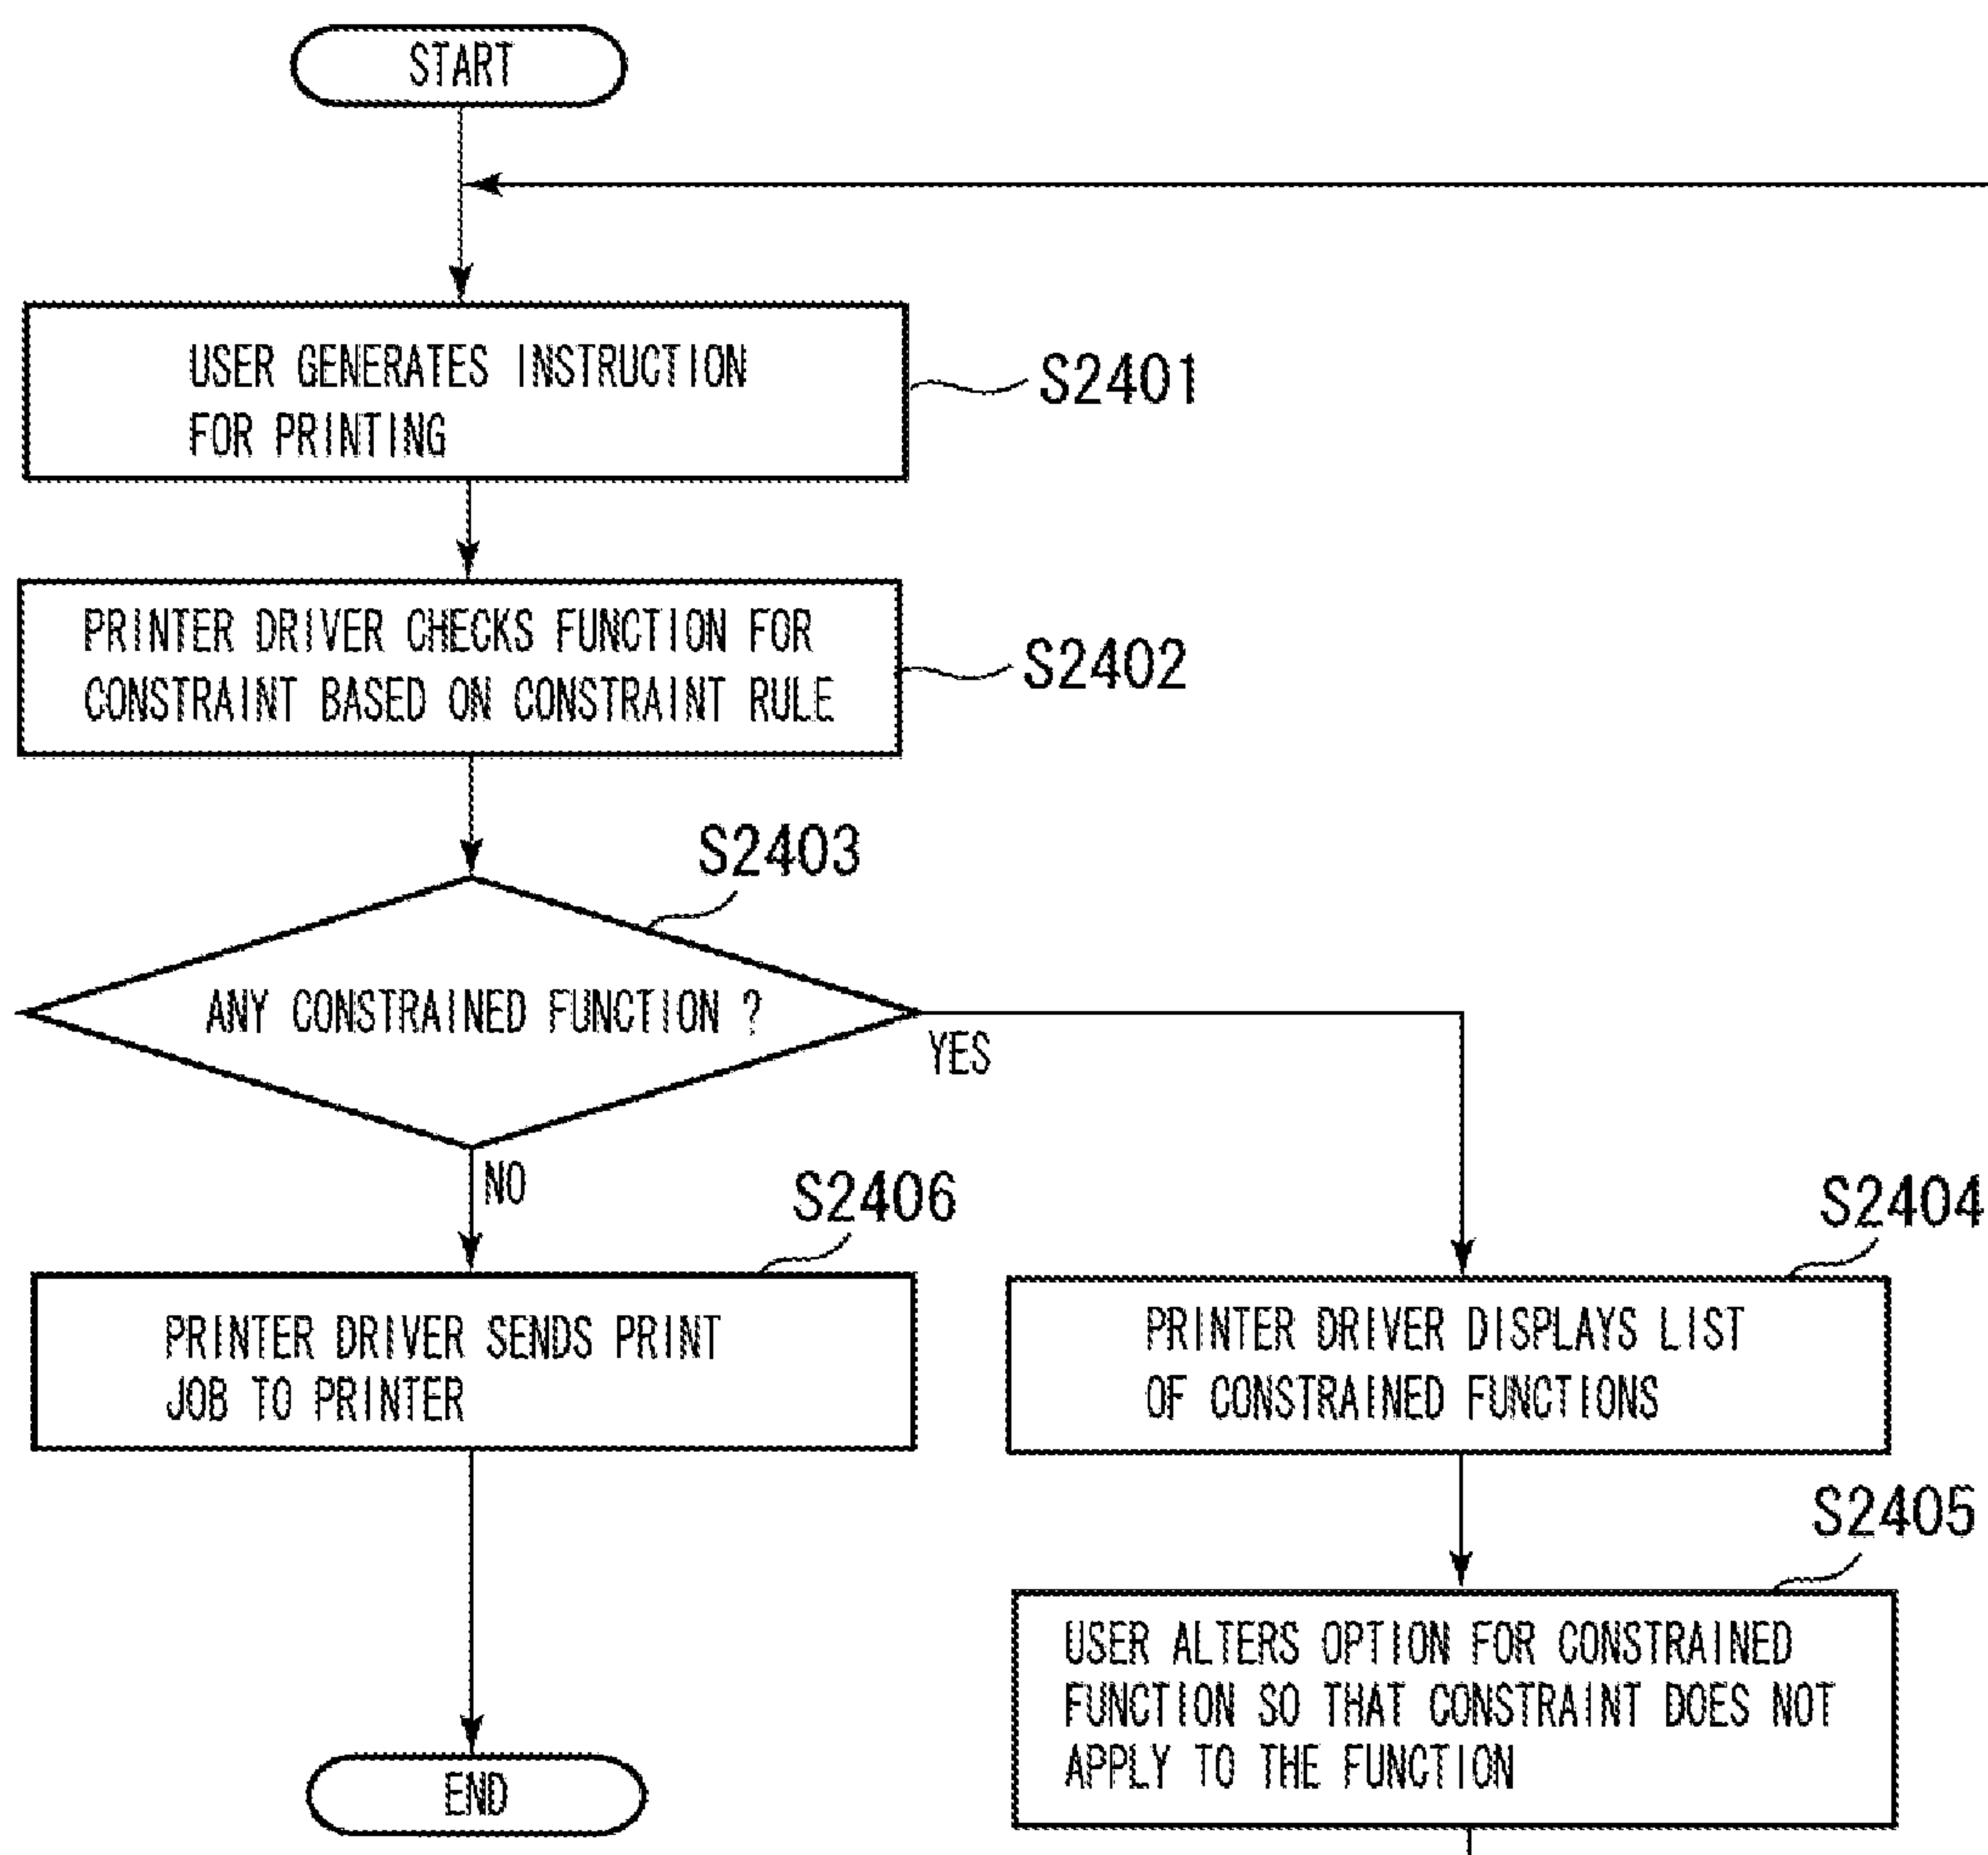 START
USER GENERATES INSTRUCTION
FOR PRINTING
S2401
PRINTER DRIVER CHECKS FUNCTION FOR
CONSTRAINT BASED ON CONSTRAINT RULE
S2402
S2403
ANY CONSTRAINED FUNCTION ?
YES
NO
S2406
PRINTER DRIVER SENDS PRINT
JOB TO PRINTER
S2404
PRINTER DRIVER DISPLAYS LIST
OF CONSTRAINED FUNCTIONS
S2405
USER ALTERS OPTION FOR CONSTRAINED
FUNCTION SO THAT CONSTRAINT DOES NOT
APPLY TO THE FUNCTION
END